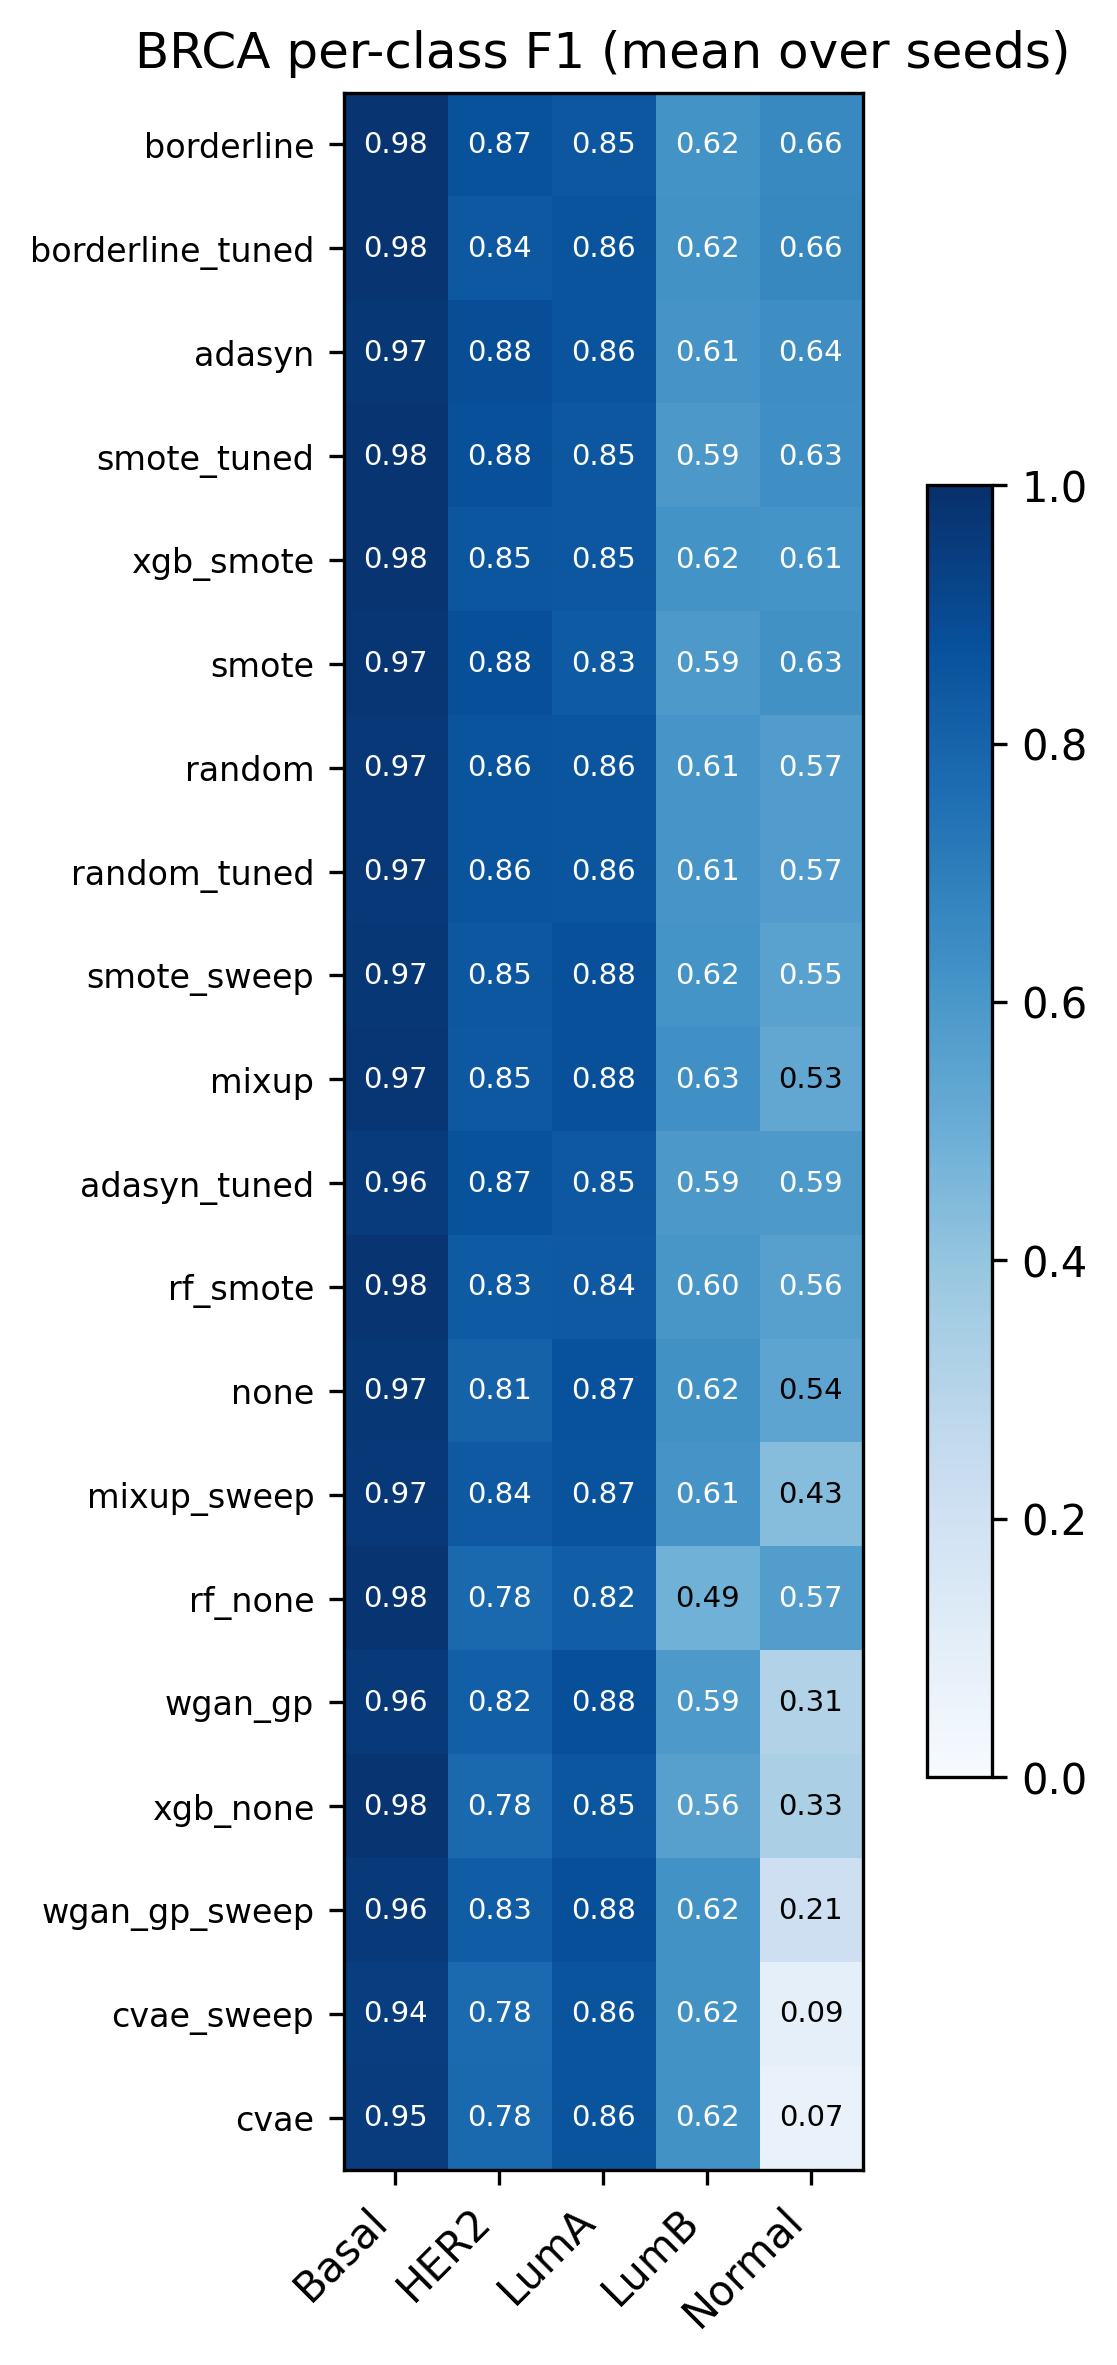 BRCA per-class F1 (mean over seeds)
borderline 0.98 0.87 0.85 0.62 0.66
borderline_tuned 0.98 0.84 0.86 0.62 0.66
adasyn 0.97 0.88 0.86 0.61 0.64
smote_tuned 0.98 0.88 0.85 0.59 0.63
xgb_smote 0.98 0.85 0.85 0.62 0.61
smote 0.97 0.88 0.83 0.59 0.63
random 0.97 0.86 0.86 0.61 0.57
random_tuned 0.97 0.86 0.86 0.61 0.57
smote_sweep 0.97 0.85 0.88 0.62 0.55
mixup 0.97 0.85 0.88 0.63 0.53
adasyn_tuned 0.96 0.87 0.85 0.59 0.59
rf_smote 0.98 0.83 0.84 0.60 0.56
none 0.97 0.81 0.87 0.62 0.54
mixup_sweep 0.97 0.84 0.87 0.61 0.43
rf_none 0.98 0.78 0.82 0.49 0.57
wgan_gp 0.96 0.82 0.88 0.59 0.31
xgb_none 0.98 0.78 0.85 0.56 0.33
wgan_gp_sweep 0.96 0.83 0.88 0.62 0.21
cvae_sweep 0.94 0.78 0.86 0.62 0.09
cvae 0.95 0.78 0.86 0.62 0.07
Basal HER2 LumA LumB Normal
1.0
0.8
0.6
0.4
0.2
0.0